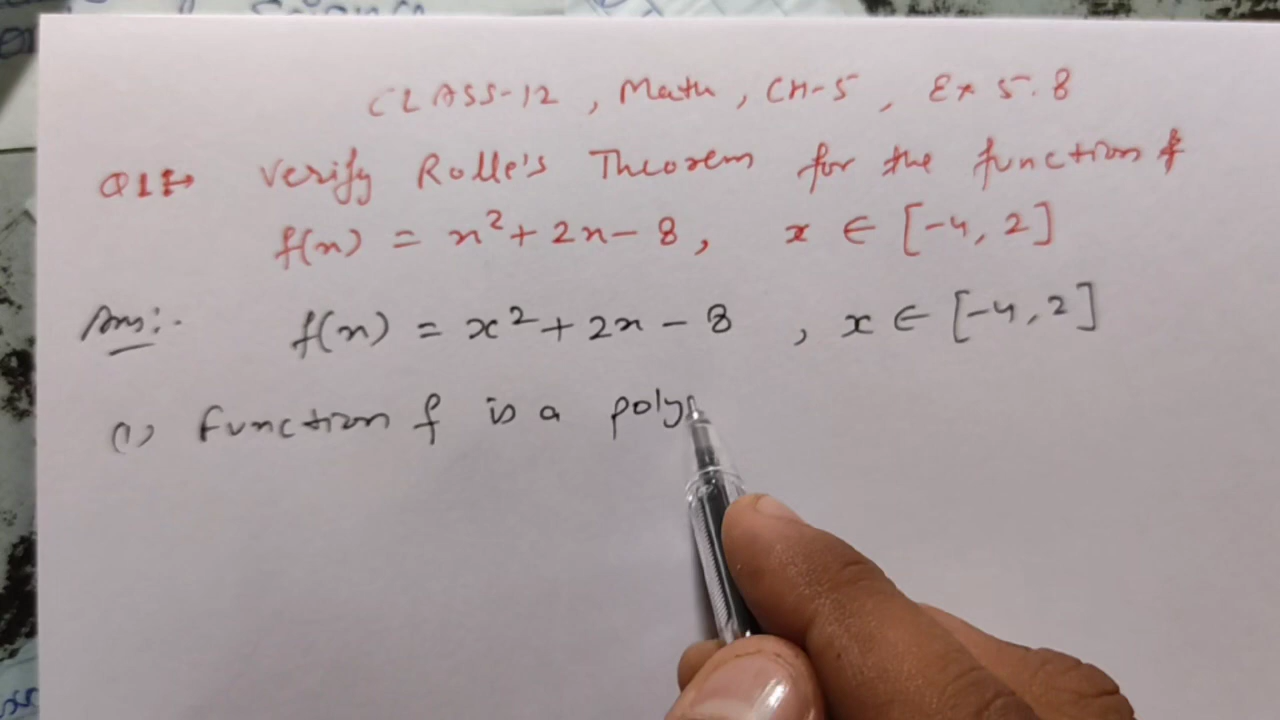 CLASS-12, Math, CH-5, Ex 5.8
Q1:→ Verify Rolle's Theorem for the function f
f(x) = x² + 2x - 8, x ∈ [-4, 2]
Ans:- f(x) = x² + 2x - 8 , x ∈ [-4, 2]
(1) function f is a poly